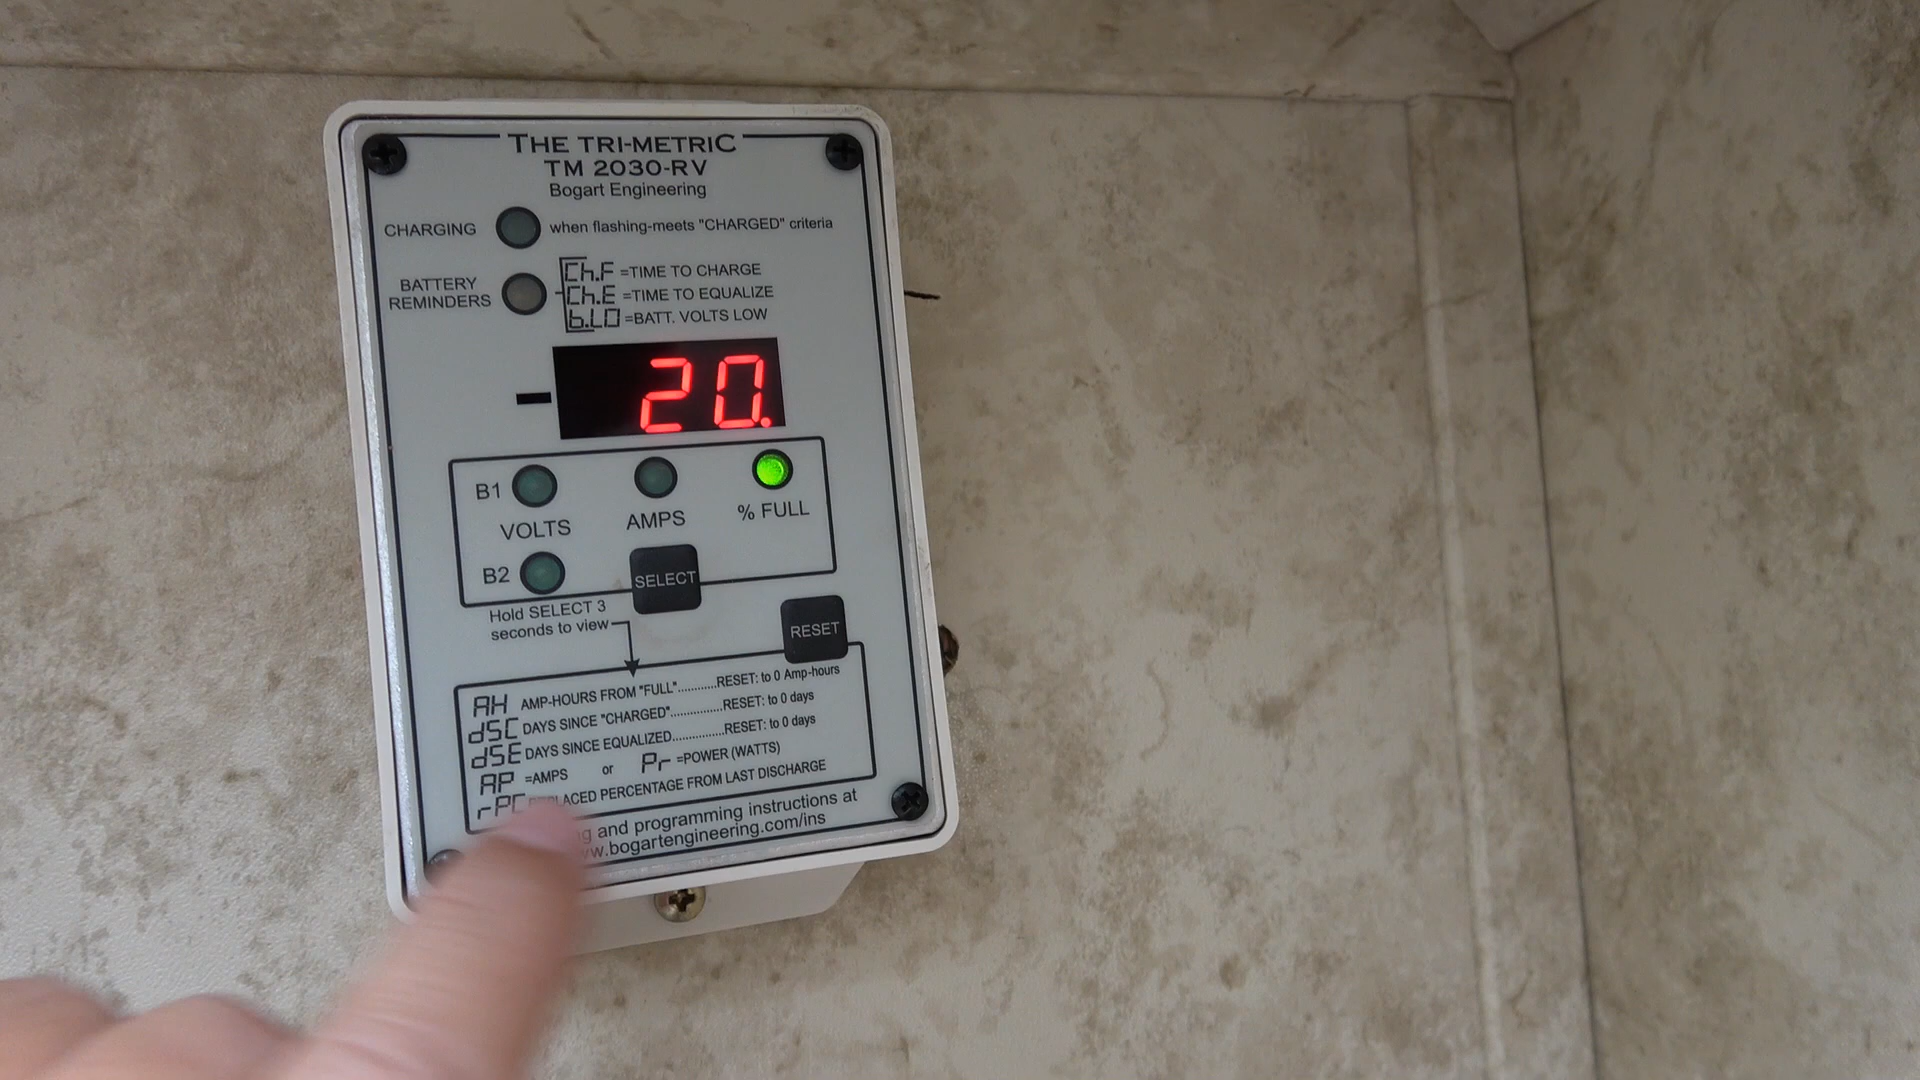 THE TRI-METRIC
TM 2030-RV
Bogart Engineering
CHARGING when flashing-meets "CHARGED" criteria
BATTERY REMINDERS
Ch.F =TIME TO CHARGE
Ch.E =TIME TO EQUALIZE
b.LO =BATT. VOLTS LOW
- 20.
B1
VOLTS AMPS % FULL
B2
SELECT
Hold SELECT 3
seconds to view
RESET
AH AMP-HOURS FROM "FULL"...........RESET: to 0 Amp-hours
dSC DAYS SINCE "CHARGED"...............RESET: to 0 days
dSE DAYS SINCE EQUALIZED...............RESET: to 0 days
AP =AMPS or Pr =POWER (WATTS)
rPC PERCENTAGE FROM LAST DISCHARGE
and programming instructions at
www.bogartengineering.com/ins